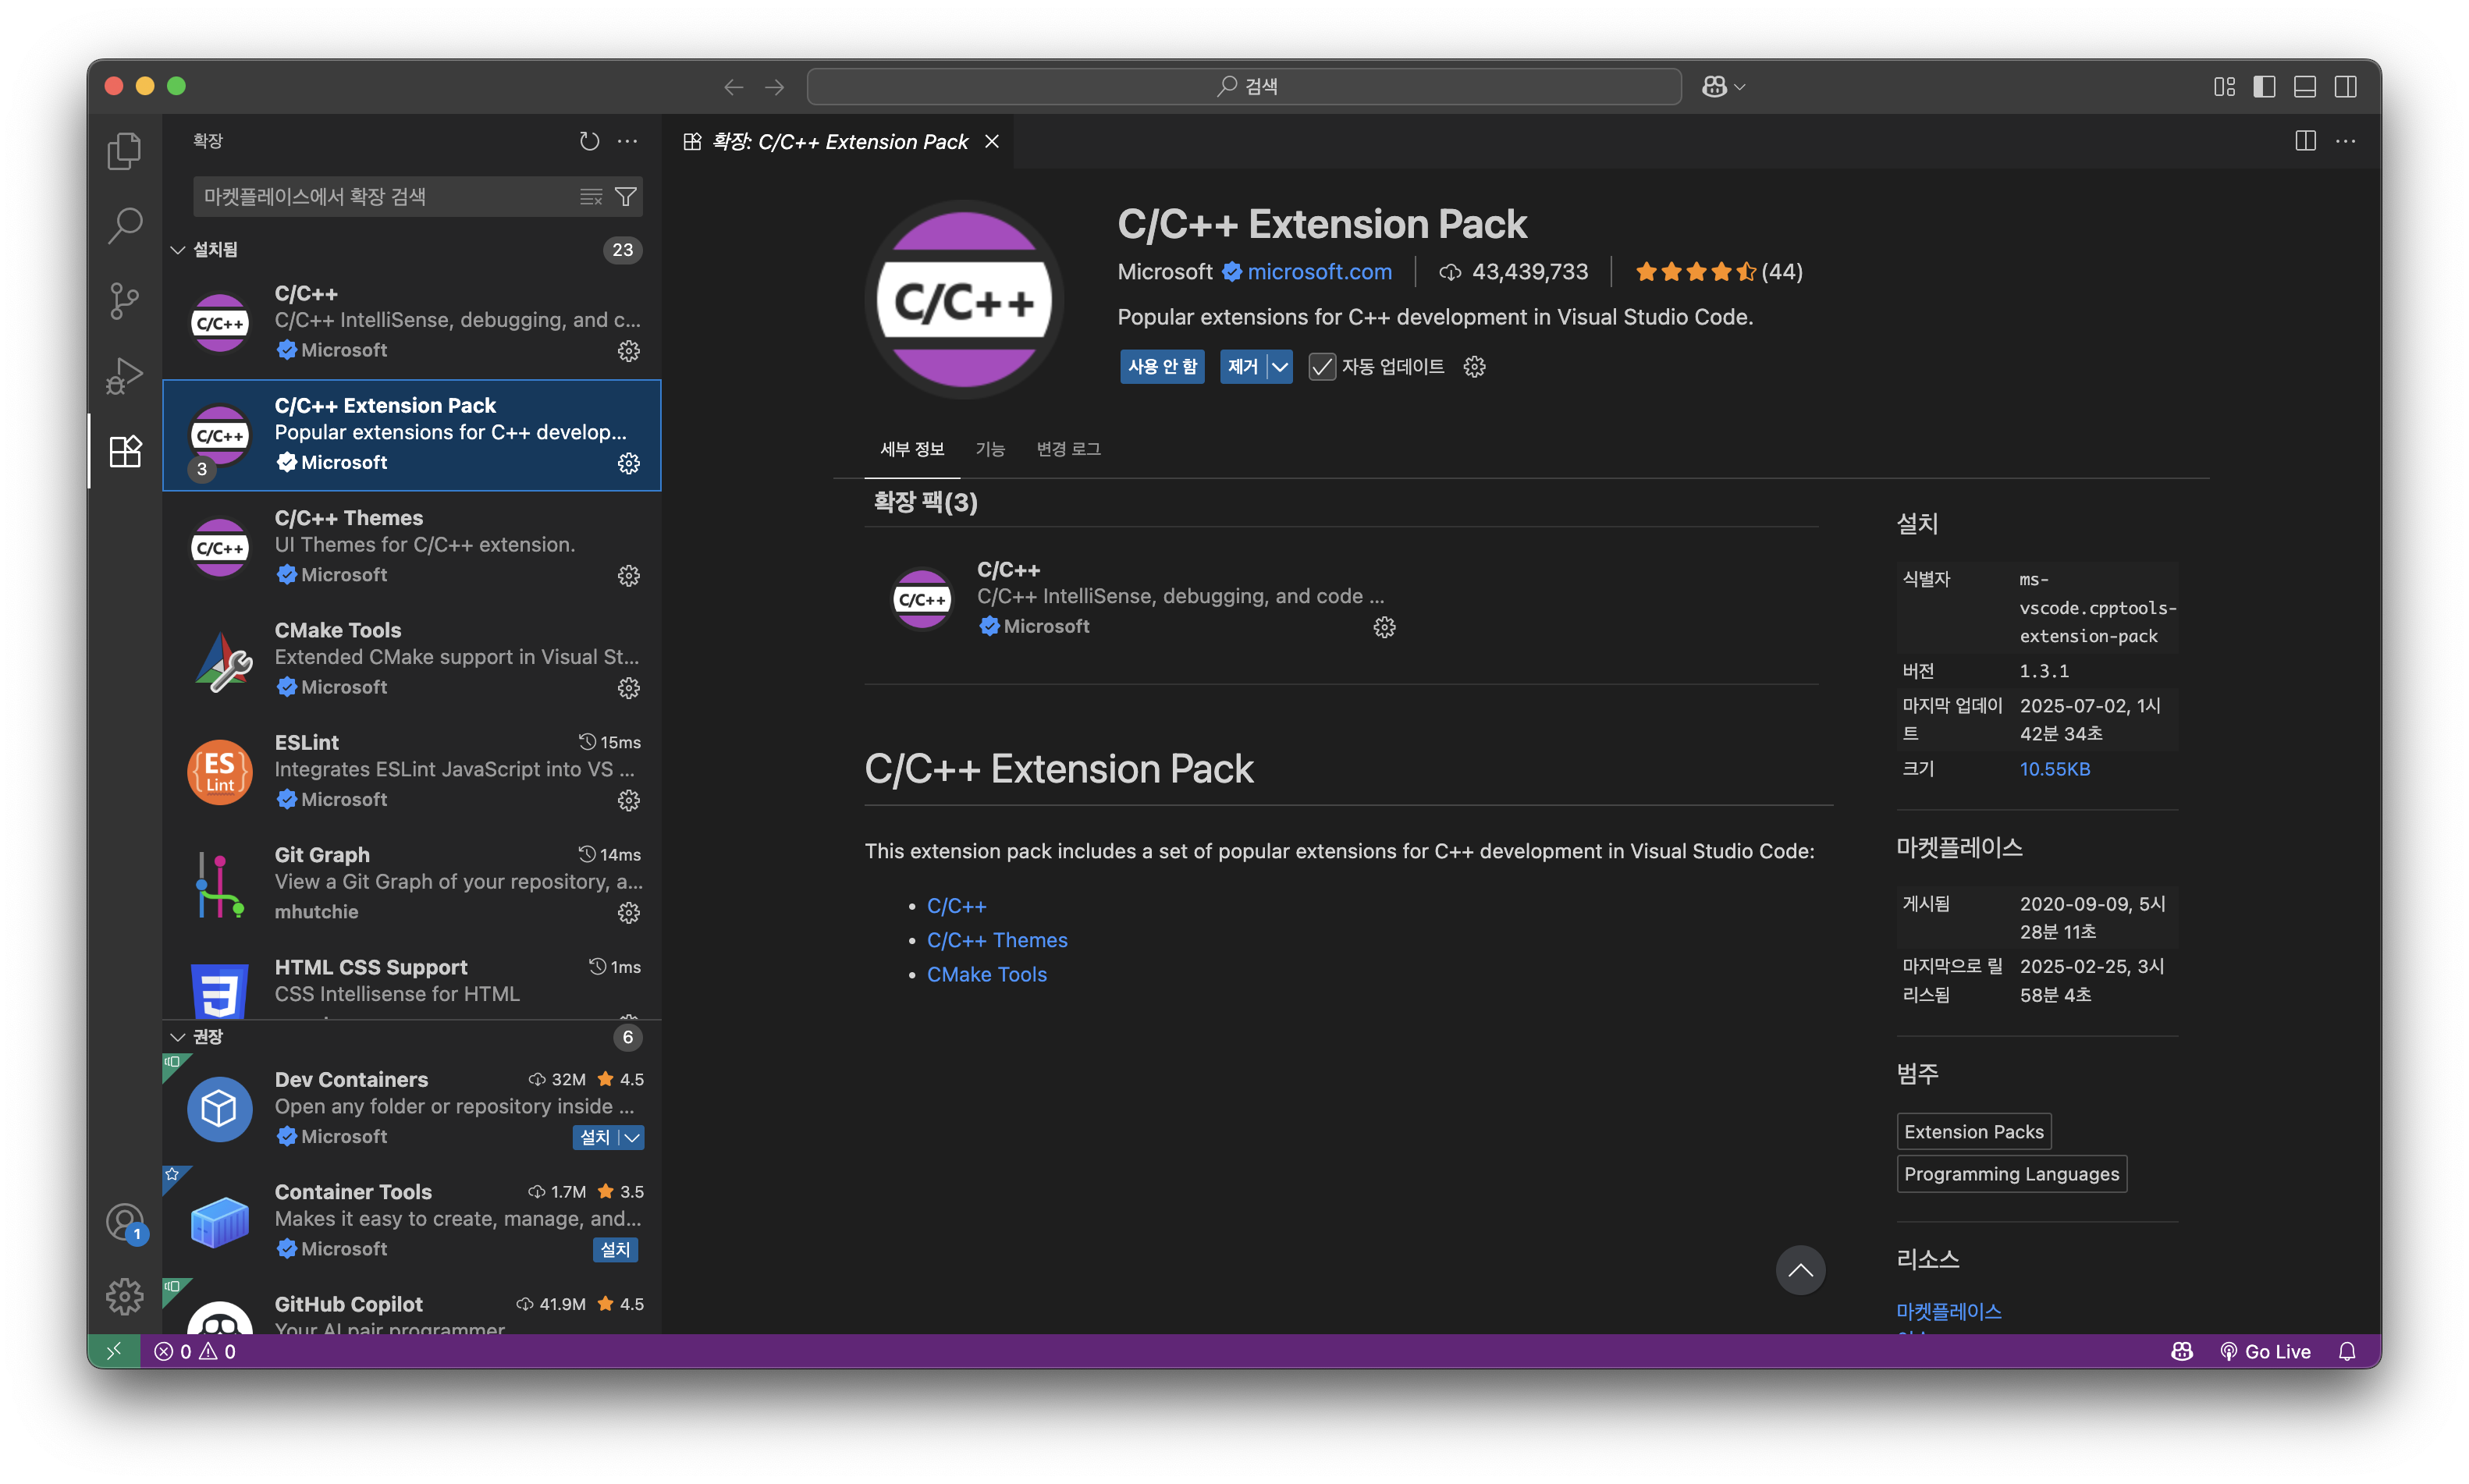 검색
확장
마켓플레이스에서 확장 검색
설치됨
23
C/C++
C/C++
C/C++ IntelliSense, debugging, and c...
Microsoft
C/C++
3
C/C++ Extension Pack
Popular extensions for C++ develop...
Microsoft
C/C++
C/C++ Themes
UI Themes for C/C++ extension.
Microsoft
CMake Tools
Extended CMake support in Visual St...
Microsoft
ES
Lint
ESLint
15ms
Integrates ESLint JavaScript into VS ...
Microsoft
Git Graph
14ms
View a Git Graph of your repository, a...
mhutchie
HTML CSS Support
1ms
CSS Intellisense for HTML
권장
6
Dev Containers
32M
4.5
Open any folder or repository inside ...
Microsoft
설치
Container Tools
1.7M
3.5
Makes it easy to create, manage, and...
Microsoft
설치
GitHub Copilot
41.9M
4.5
Your AI pair programmer
1
확장: C/C++ Extension Pack
C/C++
C/C++ Extension Pack
Microsoft
microsoft.com
43,439,733
(44)
Popular extensions for C++ development in Visual Studio Code.
사용 안 함
제거
자동 업데이트
세부 정보
기능
변경 로그
확장 팩(3)
C/C++
C/C++
C/C++ IntelliSense, debugging, and code ...
Microsoft
C/C++ Extension Pack
This extension pack includes a set of popular extensions for C++ development in Visual Studio Code:
• C/C++
• C/C++ Themes
• CMake Tools
설치
식별자
ms-
vscode.cpptools-
extension-pack
버전
1.3.1
마지막 업데이
트
2025-07-02, 1시
42분 34초
크기
10.55KB
마켓플레이스
게시됨
2020-09-09, 5시
28분 11초
마지막으로 릴
리스됨
2025-02-25, 3시
58분 4초
범주
Extension Packs
Programming Languages
리소스
마켓플레이스
0
0
Go Live